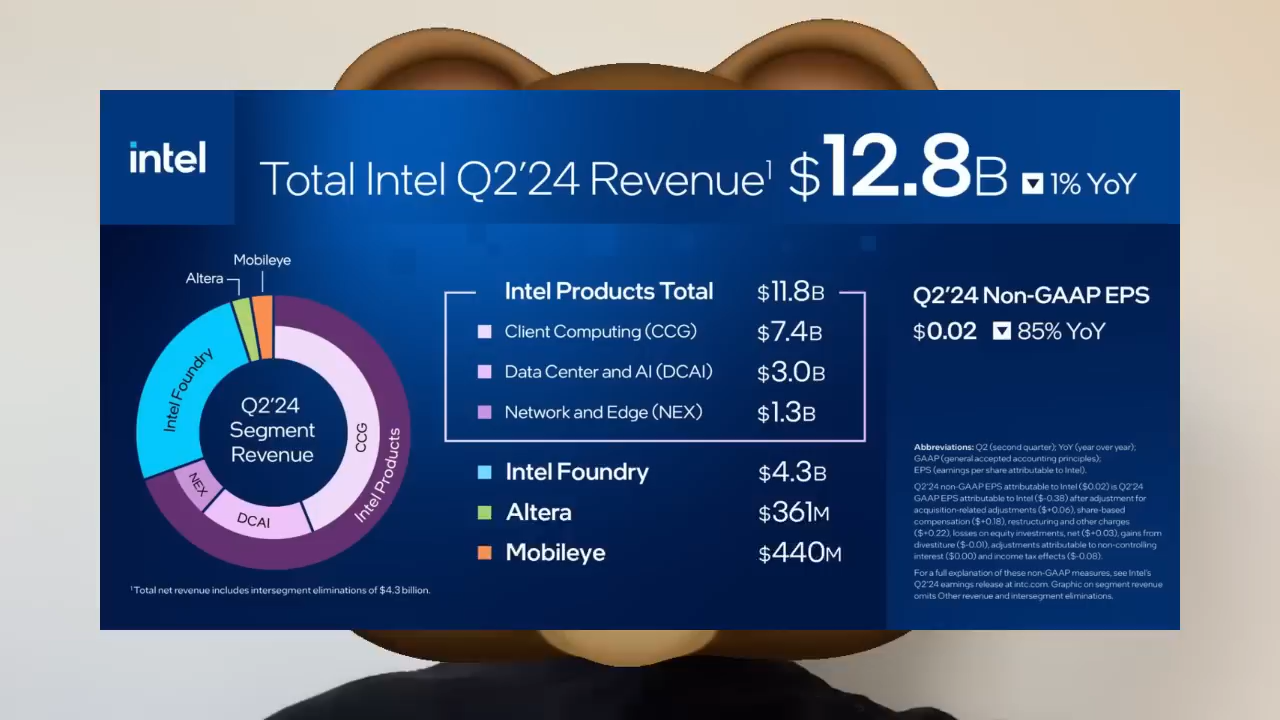 intel
Total Intel Q2'24 Revenue¹ $12.8B ▼ 1% YoY
Mobileye
Altera
Intel Foundry
Q2'24
Segment
Revenue
CCG
Intel Products
NEX
DCAI
¹Total net revenue includes intersegment eliminations of $4.3 billion.
Intel Products Total $11.8B
Client Computing (CCG) $7.4B
Data Center and AI (DCAI) $3.0B
Network and Edge (NEX) $1.3B
Intel Foundry $4.3B
Altera $361M
Mobileye $440M
Q2'24 Non-GAAP EPS
$0.02 ▼ 85% YoY
Abbreviations: Q2 (second quarter); YoY (year over year);
GAAP (general accepted accounting principles);
EPS (earnings per share attributable to Intel).
Q2'24 non-GAAP EPS attributable to Intel ($0.02) is Q2'24
GAAP EPS attributable to Intel ($-0.38) after adjustment for
acquisition-related adjustments ($+0.06), share-based
compensation ($+0.18), restructuring and other charges
($+0.22), losses on equity investments, net ($+0.03), gains from
divestiture ($-0.01), adjustments attributable to non-controlling
interest ($0.00) and income tax effects ($-0.08).
For a full explanation of these non-GAAP measures, see Intel's
Q2'24 earnings release at intc.com. Graphic on segment revenue
omits Other revenue and intersegment eliminations.